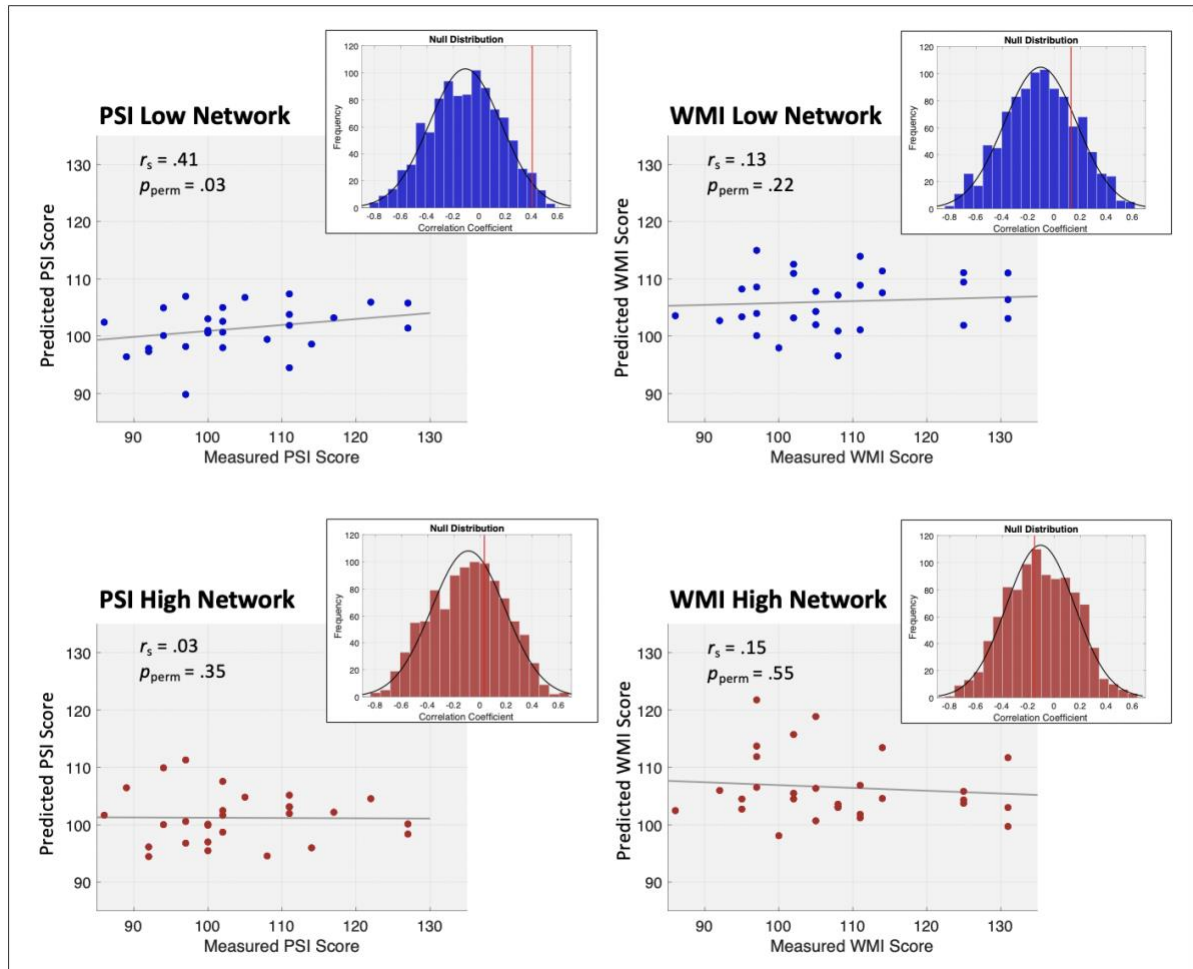 Null Distribution
120
100
80
60
40
20
0
Frequency
-0.8 -0.6 -0.4 -0.2 0 0.2 0.4 0.6
Correlation Coefficient
PSI Low Network
rs = .41
pperm = .03
130
120
110
100
90
Predicted PSI Score
90 100 110 120 130
Measured PSI Score
Null Distribution
120
100
80
60
40
20
0
Frequency
-0.8 -0.6 -0.4 -0.2 0 0.2 0.4 0.6
Correlation Coefficient
WMI Low Network
rs = .13
pperm = .22
130
120
110
100
90
Predicted WMI Score
90 100 110 120 130
Measured WMI Score
Null Distribution
120
100
80
60
40
20
0
Frequency
-0.8 -0.6 -0.4 -0.2 0 0.2 0.4 0.6
Correlation Coefficient
PSI High Network
rs = .03
pperm = .35
130
120
110
100
90
Predicted PSI Score
90 100 110 120 130
Measured PSI Score
Null Distribution
120
100
80
60
40
20
0
Frequency
-0.8 -0.6 -0.4 -0.2 0 0.2 0.4 0.6
Correlation Coefficient
WMI High Network
rs = .15
pperm = .55
130
120
110
100
90
Predicted WMI Score
90 100 110 120 130
Measured WMI Score